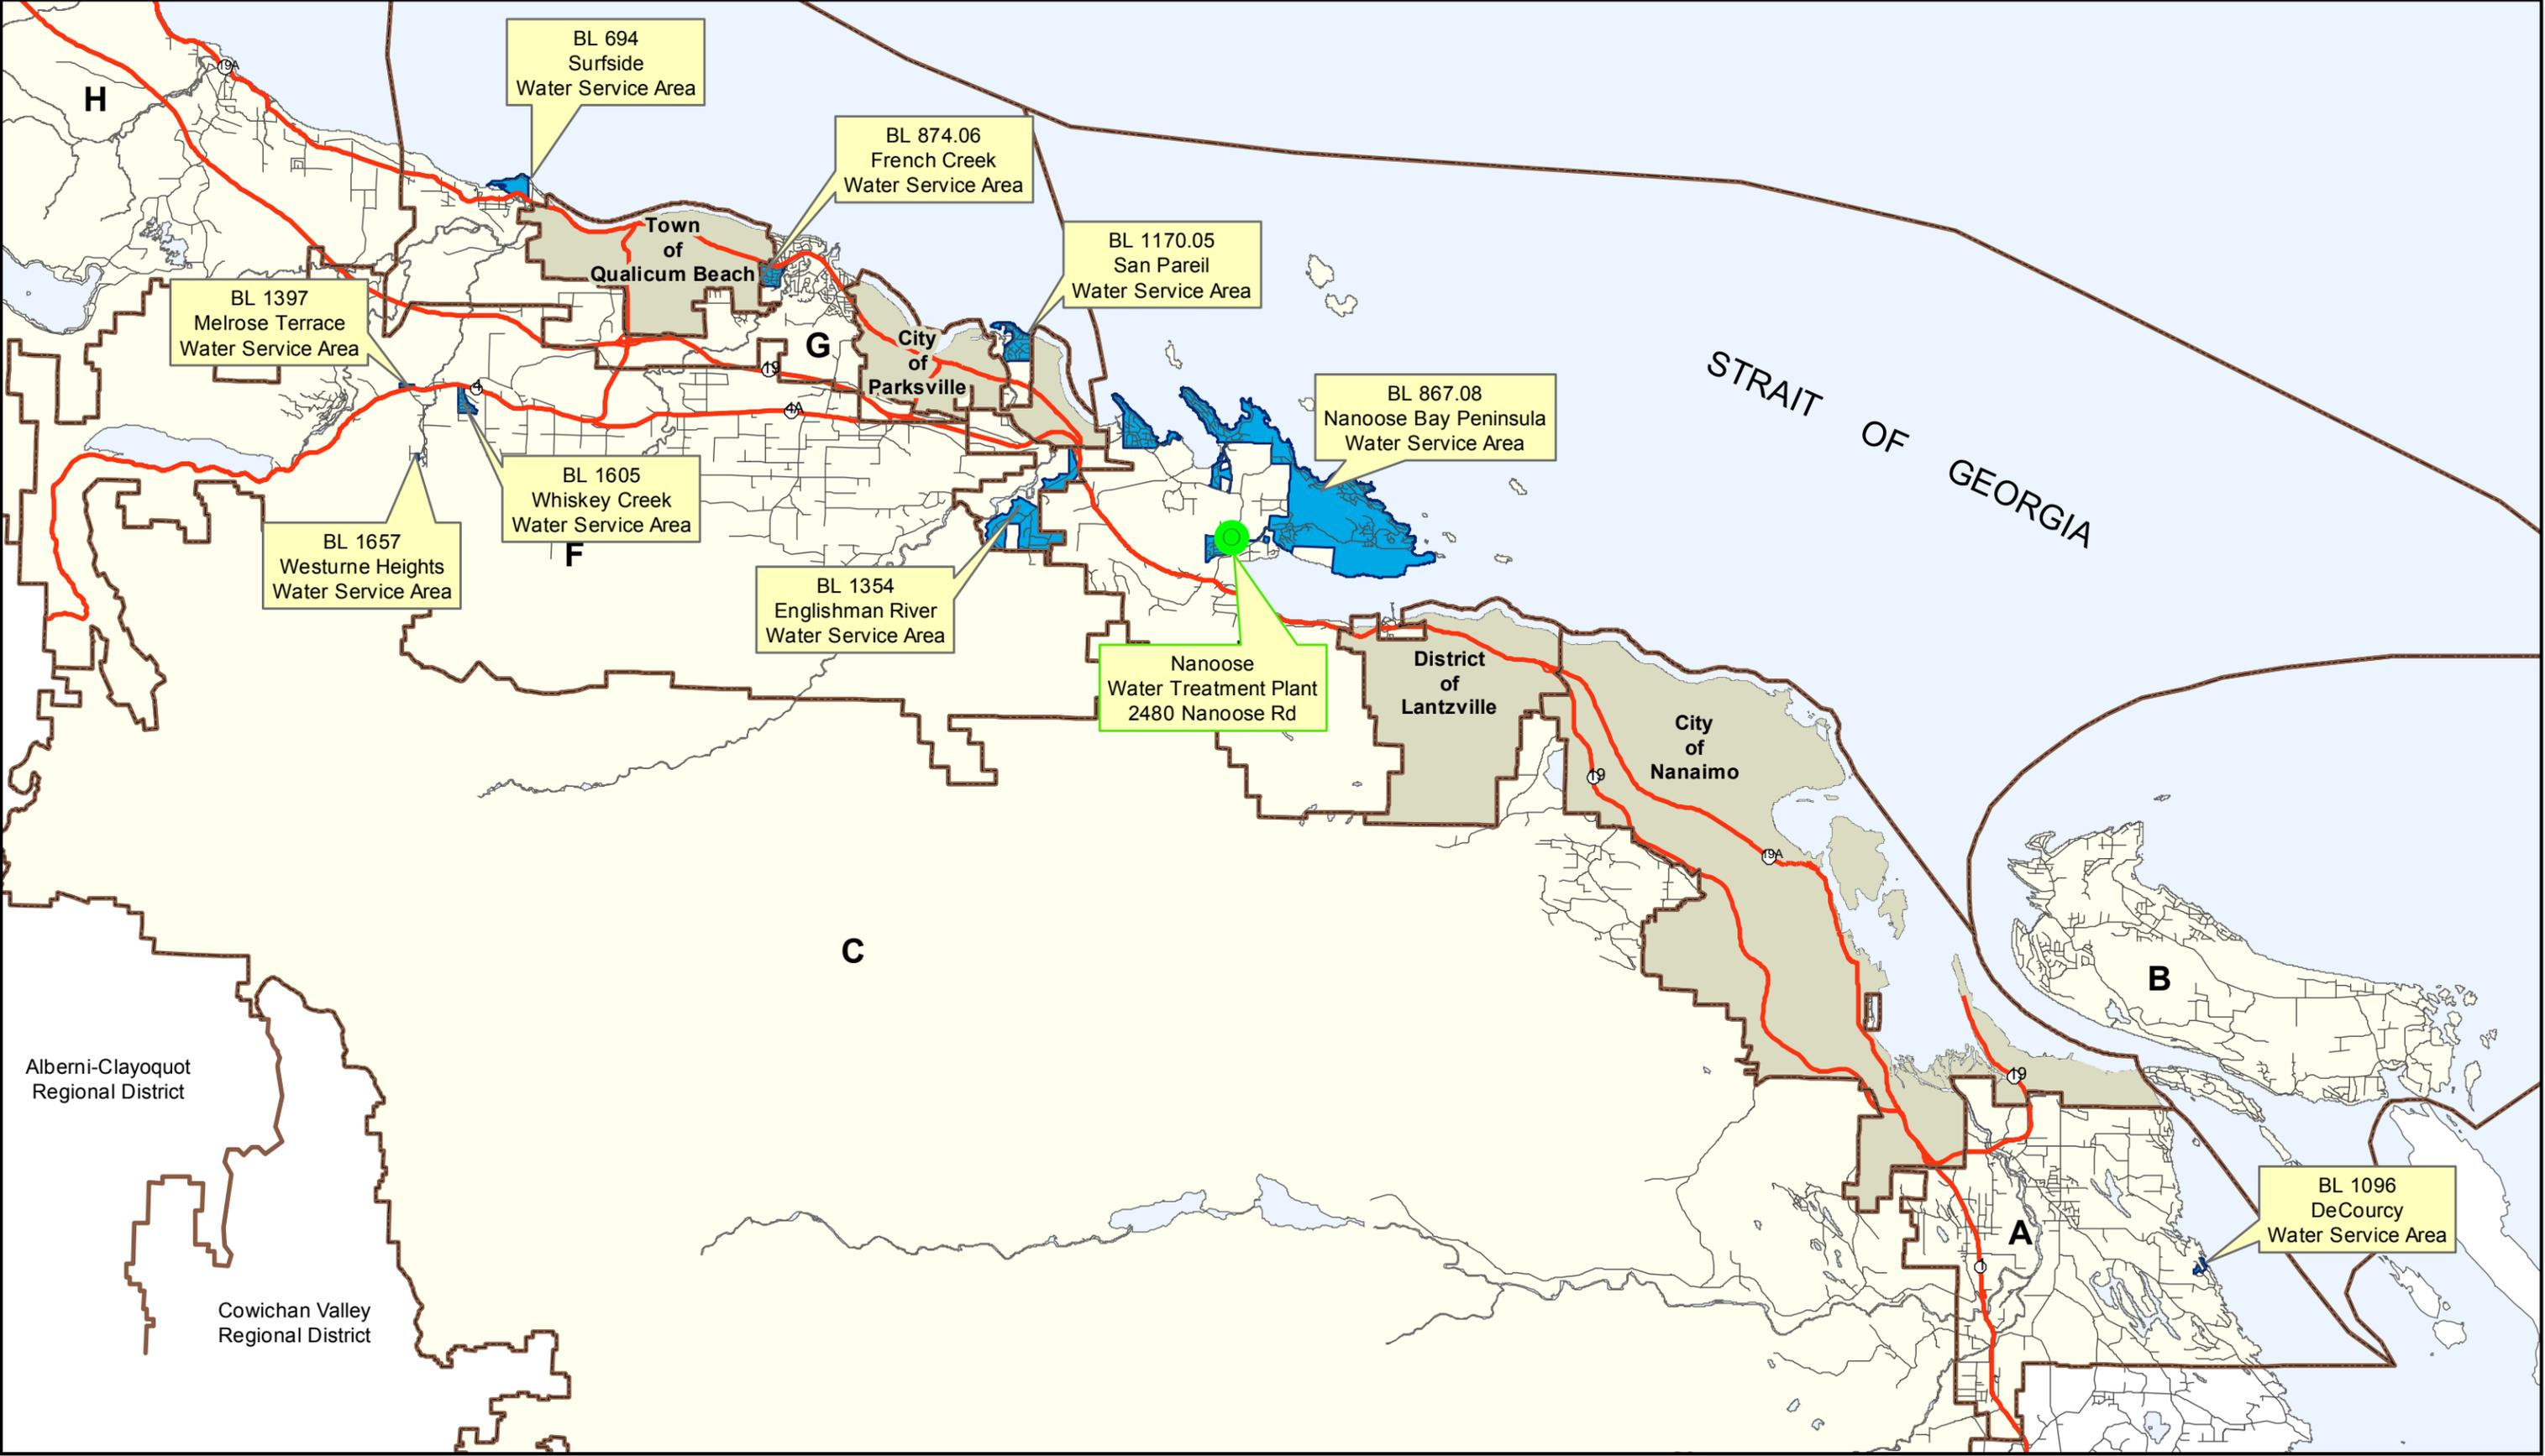 BL 694
Surfside
Water Service Area
19A
H
BL 874.06
French Creek
Water Service Area
Town
of
Qualicum Beach
BL 1170.05
San Pareil
Water Service Area
BL 1397
Melrose Terrace
Water Service Area
G
City
of
Parksville
19
4
4A
STRAIT OF GEORGIA
BL 867.08
Nanoose Bay Peninsula
Water Service Area
BL 1605
Whiskey Creek
Water Service Area
BL 1657
Westurne Heights
Water Service Area
F
BL 1354
Englishman River
Water Service Area
Nanoose
Water Treatment Plant
2480 Nanoose Rd
District
of
Lantzville
City
of
Nanaimo
19
19A
C
B
Alberni-Clayoquot
Regional District
19
BL 1096
DeCourcy
Water Service Area
A
1
Cowichan Valley
Regional District